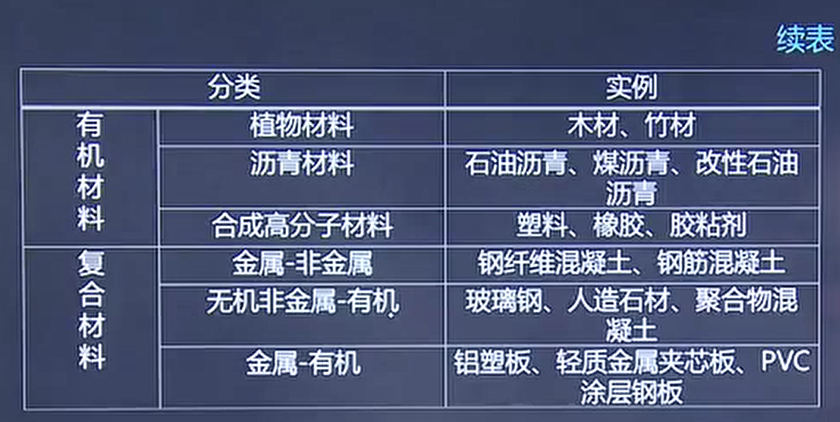 续表
分类 实例
有机材料 植物材料 木材、竹材
沥青材料 石油沥青、煤沥青、改性石油
沥青
合成高分子材料 塑料、橡胶、胶粘剂
复合材料 金属-非金属 钢纤维混凝土、钢筋混凝土
无机非金属-有机 玻璃钢、人造石材、聚合物混
凝土
金属-有机 铝塑板、轻质金属夹芯板、PVC
涂层钢板